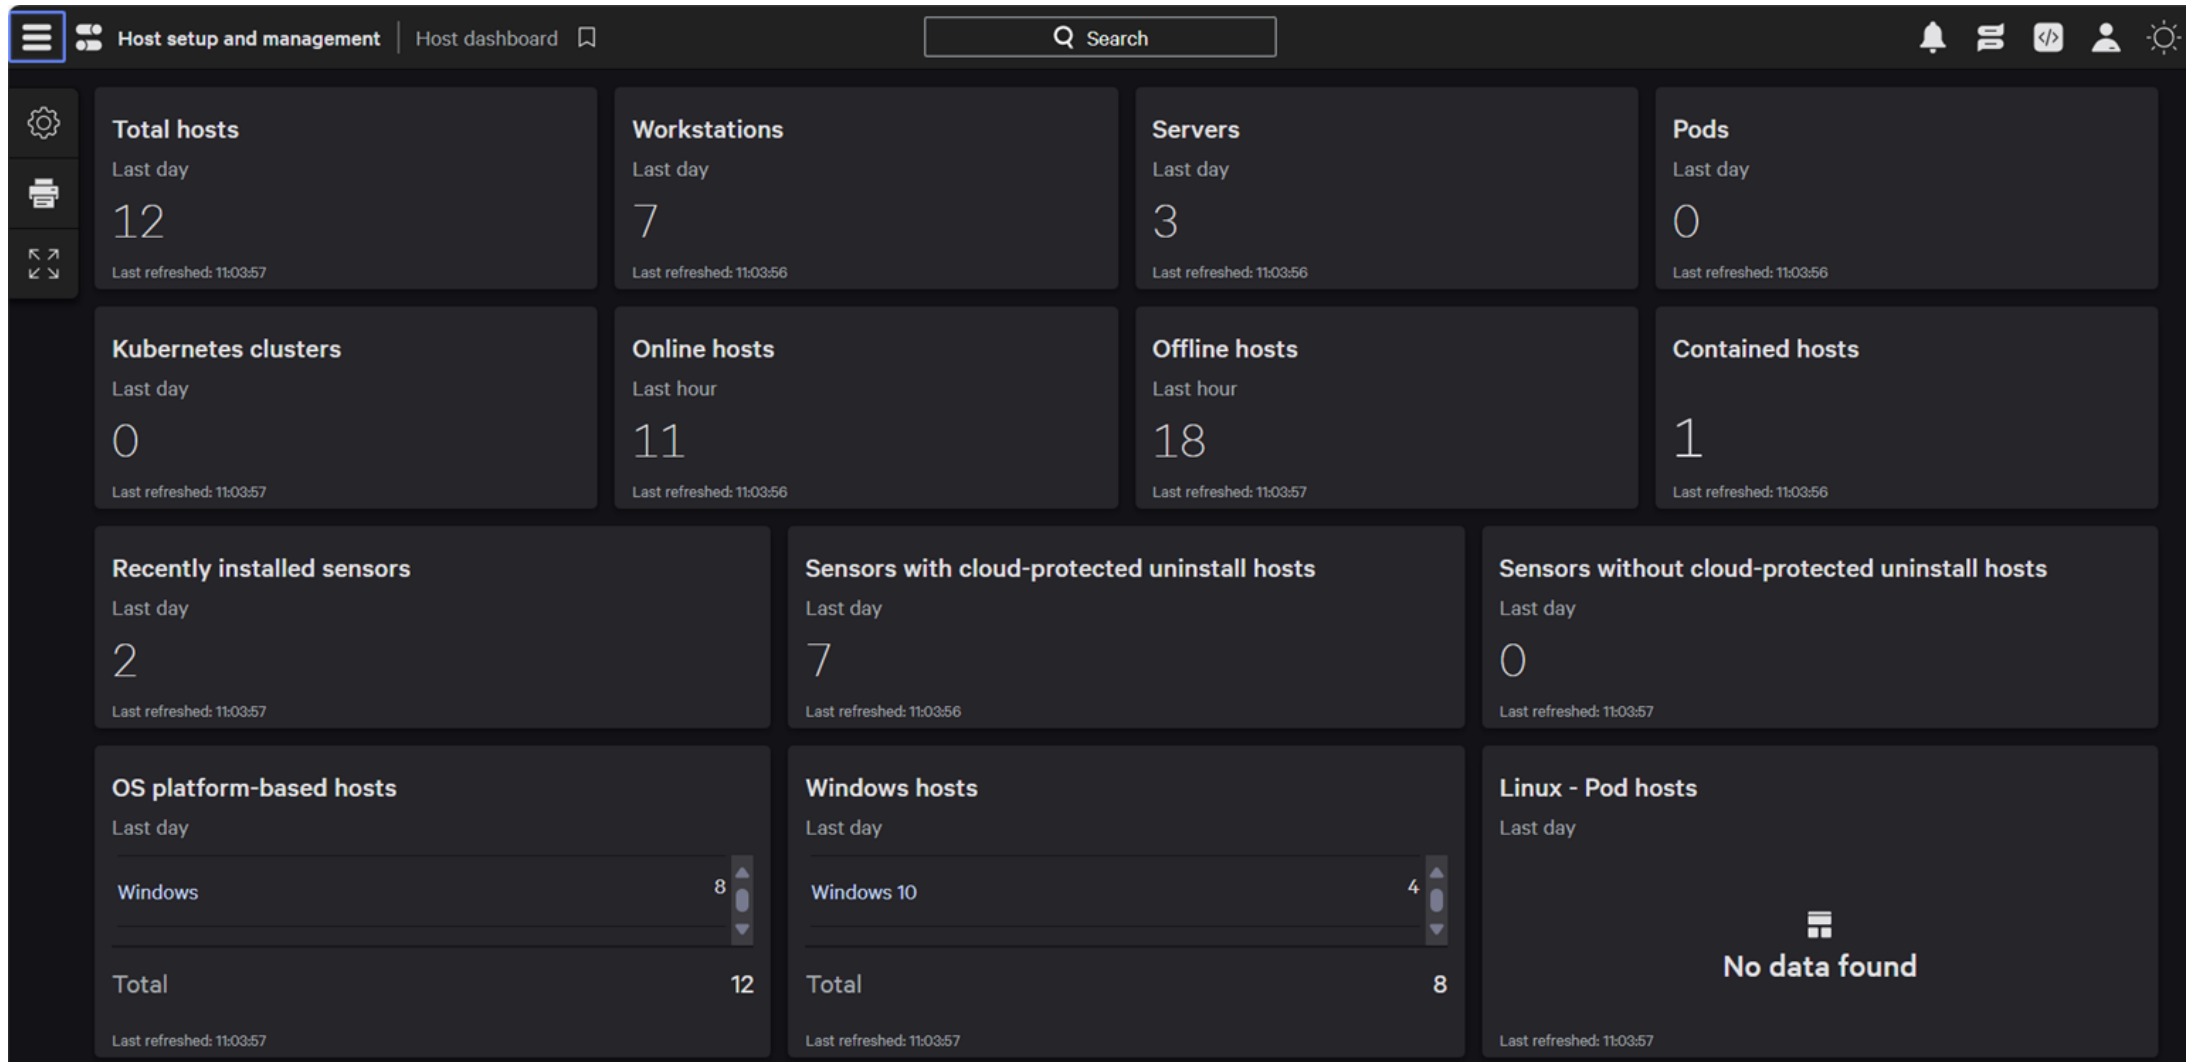 Host setup and management | Host dashboard
Search
Total hosts
Last day
12
Last refreshed: 11:03:57
Workstations
Last day
7
Last refreshed: 11:03:56
Servers
Last day
3
Last refreshed: 11:03:56
Pods
Last day
0
Last refreshed: 11:03:56
Kubernetes clusters
Last day
0
Last refreshed: 11:03:57
Online hosts
Last hour
11
Last refreshed: 11:03:56
Offline hosts
Last hour
18
Last refreshed: 11:03:57
Contained hosts
1
Last refreshed: 11:03:56
Recently installed sensors
Last day
2
Last refreshed: 11:03:57
Sensors with cloud-protected uninstall hosts
Last day
7
Last refreshed: 11:03:56
Sensors without cloud-protected uninstall hosts
Last day
0
Last refreshed: 11:03:57
OS platform-based hosts
Last day
Windows 8
Total 12
Last refreshed: 11:03:57
Windows hosts
Last day
Windows 10 4
Total 8
Last refreshed: 11:03:57
Linux - Pod hosts
Last day
No data found
Last refreshed: 11:03:57